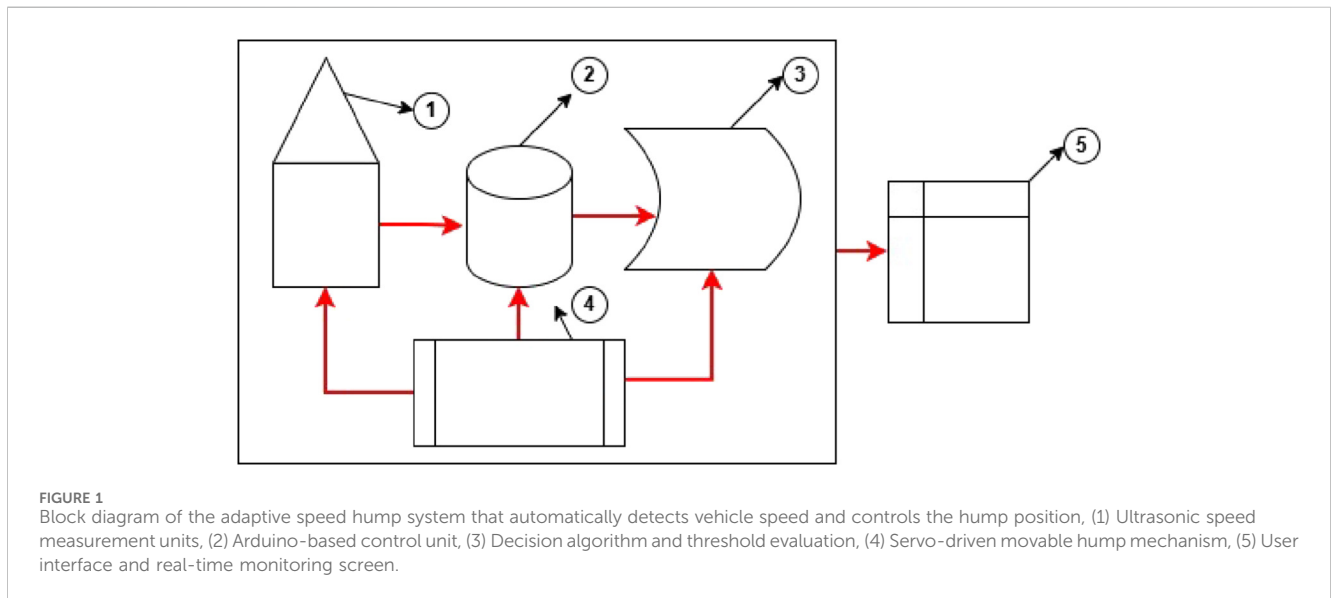 1
2
3
4
5
FIGURE 1
Block diagram of the adaptive speed hump system that automatically detects vehicle speed and controls the hump position, (1) Ultrasonic speed
measurement units, (2) Arduino-based control unit, (3) Decision algorithm and threshold evaluation, (4) Servo-driven movable hump mechanism, (5) User
interface and real-time monitoring screen.